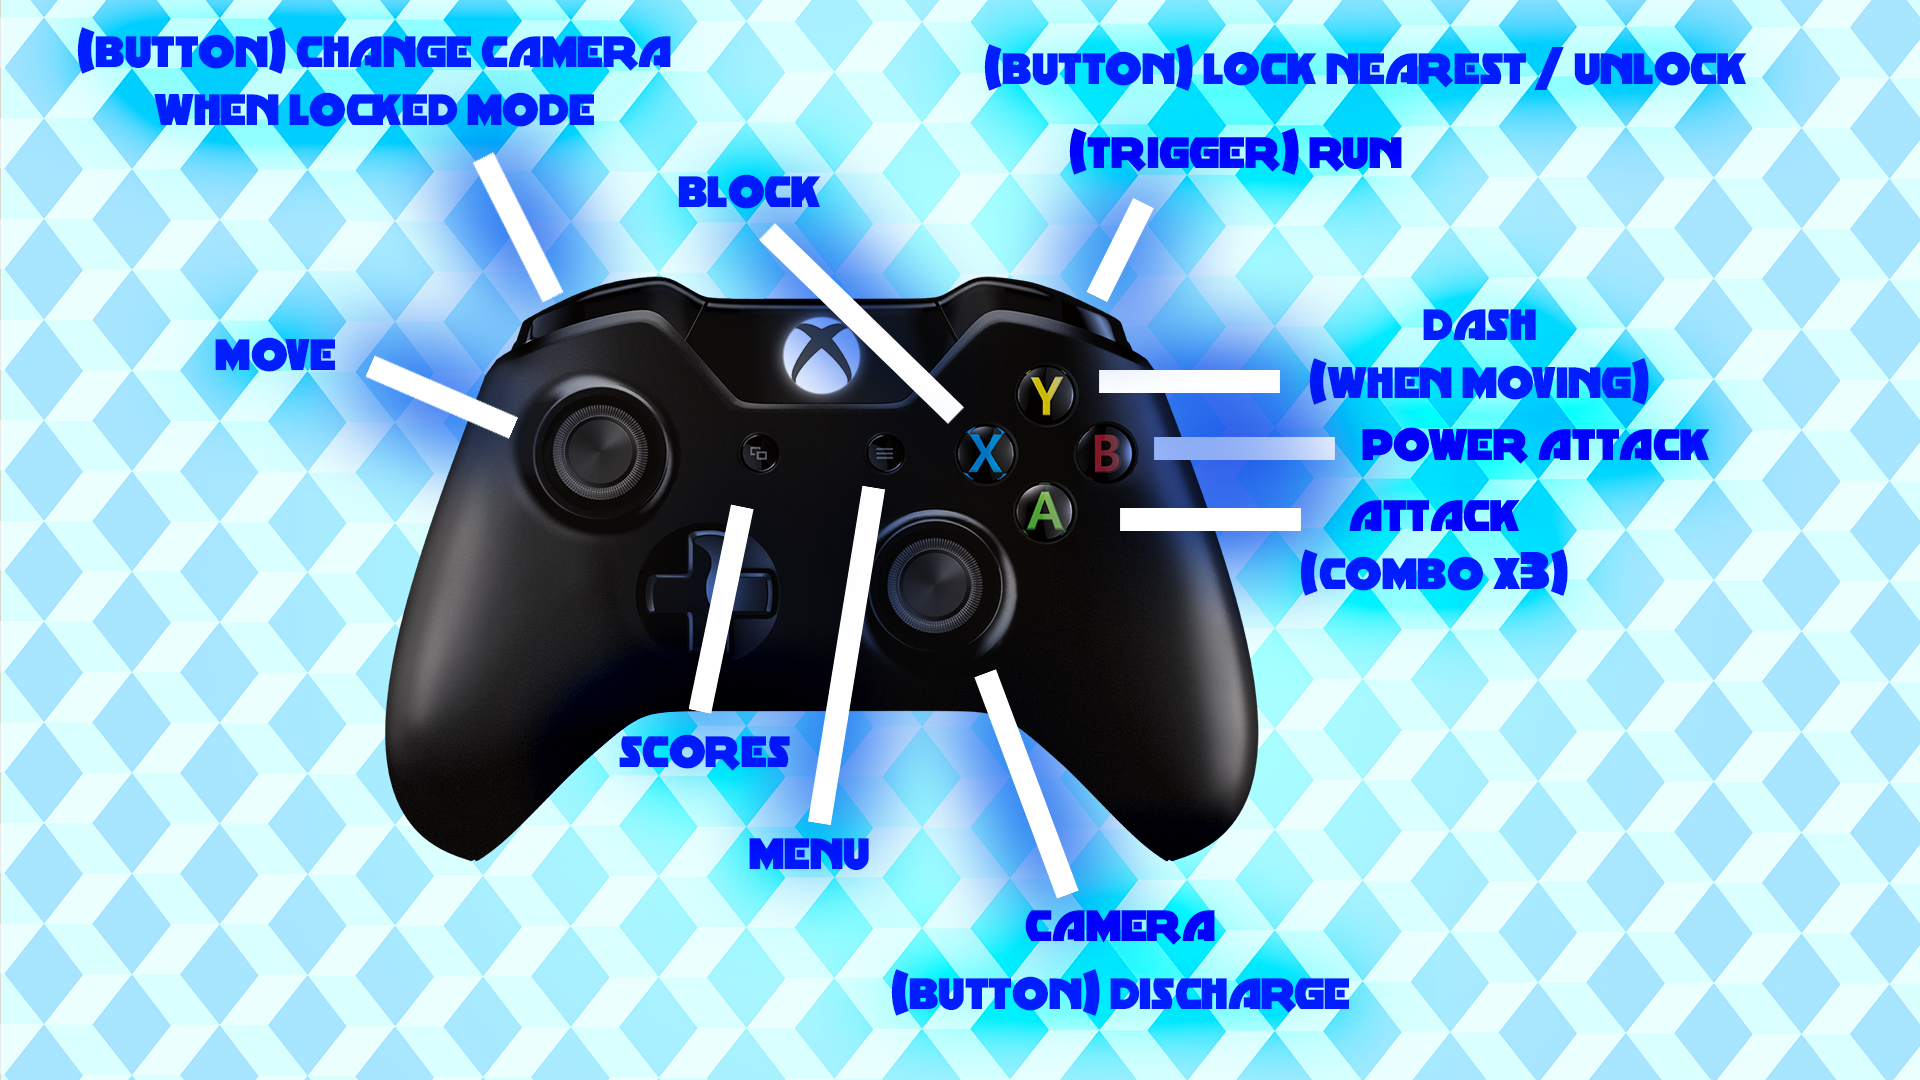 (BUTTON) CHANGE CAMERA
WHEN LOCKED MODE
(BUTTON) LOCK NEAREST / UNLOCK
(TRIGGER) RUN
BLOCK
MOVE
DASH
(WHEN MOVING)
POWER ATTACK
ATTACK
(COMBO X3)
Y
X
B
A
SCORES
MENU
CAMERA
(BUTTON) DISCHARGE